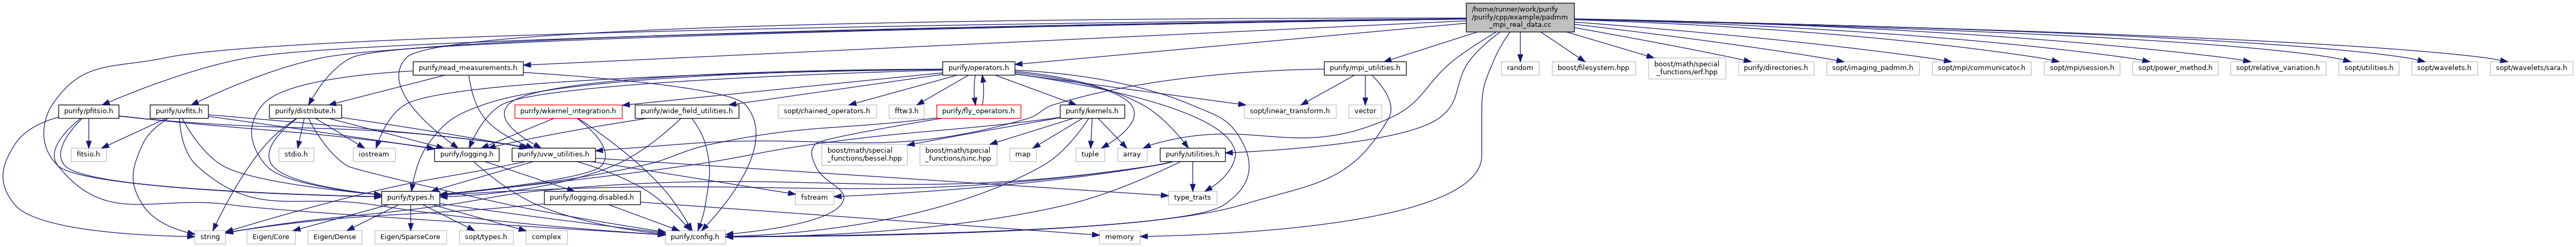 /home/runner/work/purify
/purify/cpp/example/padmm
_mpi_real_data.cc
purify/read_measurements.h
purify/operators.h
purify/mpi_utilities.h
random
boost/filesystem.hpp
boost/math/special
_functions/erf.hpp
purify/directories.h
sopt/imaging_padmm.h
sopt/mpi/communicator.h
sopt/mpi/session.h
sopt/power_method.h
sopt/relative_variation.h
sopt/utilities.h
sopt/wavelets.h
sopt/wavelets/sara.h
purify/pfitsio.h
purify/uvfits.h
purify/distribute.h
purify/wkernel_integration.h
purify/wide_field_utilities.h
sopt/chained_operators.h
fftw3.h
purify/fly_operators.h
purify/kernels.h
sopt/linear_transform.h
vector
fitsio.h
stdio.h
iostream
purify/logging.h
purify/uvw_utilities.h
boost/math/special
_functions/bessel.hpp
boost/math/special
_functions/sinc.hpp
map
tuple
array
purify/utilities.h
purify/types.h
purify/logging.disabled.h
fstream
type_traits
string
Eigen/Core
Eigen/Dense
Eigen/SparseCore
sopt/types.h
complex
purify/config.h
memory